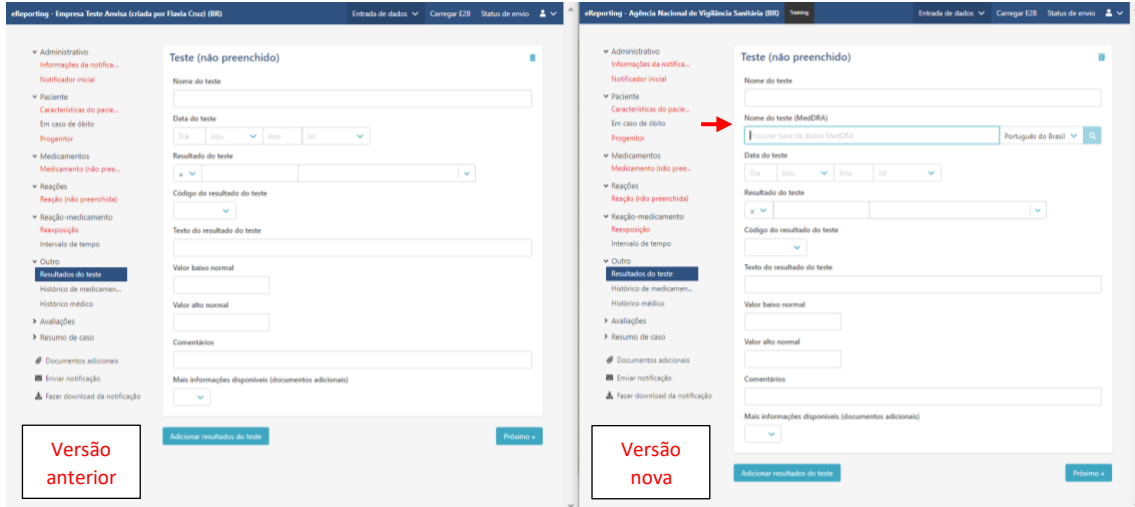 eReporting - Empresa Teste Anvisa (criada por Flavia Cruz) (BR)
Entrada de dados
Carregar E2B
Status de envio
Administrativo
Informações da notifica...
Notificador inicial
Paciente
Características do pacie...
Em caso de óbito
Progenitor
Medicamentos
Medicamento (não pree...
Reações
Reação (não preenchida)
Reação-medicamento
Reexposição
Intervalo de tempo
Outro
Resultados do teste
Histórico de medicamen...
Histórico médico
Avaliações
Resumo de caso
Documentos adicionais
Enviar notificação
Fazer download da notificação
Teste (não preenchido)
Nome do teste
Data do teste
Dia
Mês
Ano
NF
Resultado do teste
=
Código do resultado do teste
Texto do resultado do teste
Valor baixo normal
Valor alto normal
Comentários
Mais informações disponíveis (documentos adicionais)
Adicionar resultados do teste
Próximo »
Versão
anterior
eReporting - Agência Nacional de Vigilância Sanitária (BR)
Training
Entrada de dados
Carregar E2B
Status de envio
Administrativo
Informações da notifica...
Notificador inicial
Paciente
Características do pacie...
Em caso de óbito
Progenitor
Medicamentos
Medicamento (não pree...
Reações
Reação (não preenchida)
Reação-medicamento
Reexposição
Intervalo de tempo
Outro
Resultados do teste
Histórico de medicamen...
Histórico médico
Avaliações
Resumo de caso
Documentos adicionais
Enviar notificação
Fazer download da notificação
Teste (não preenchido)
Nome do teste
Nome do teste (MedDRA)
Procurar base de dados MedDRA
Português do Brasil
Data do teste
Dia
Mês
Ano
NF
Resultado do teste
=
Código do resultado do teste
Texto do resultado do teste
Valor baixo normal
Valor alto normal
Comentários
Mais informações disponíveis (documentos adicionais)
Adicionar resultados do teste
Próximo »
Versão
nova